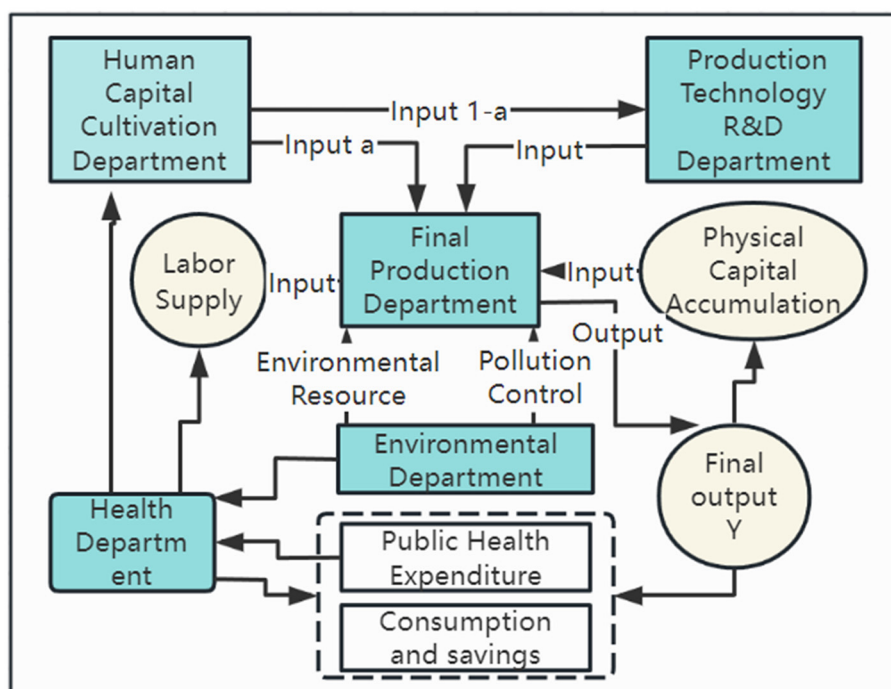 Human
Capital
Cultivation
Department
Production
Technology
R&D
Department
Input 1-a
Input a
Input
Labor
Supply
Input
Final
Production
Department
Input
Physical
Capital
Accumulation
Output
Environmental
Resource
Pollution
Control
Environmental
Department
Final
output
Y
Health
Departm
ent
Public Health
Expenditure
Consumption
and savings